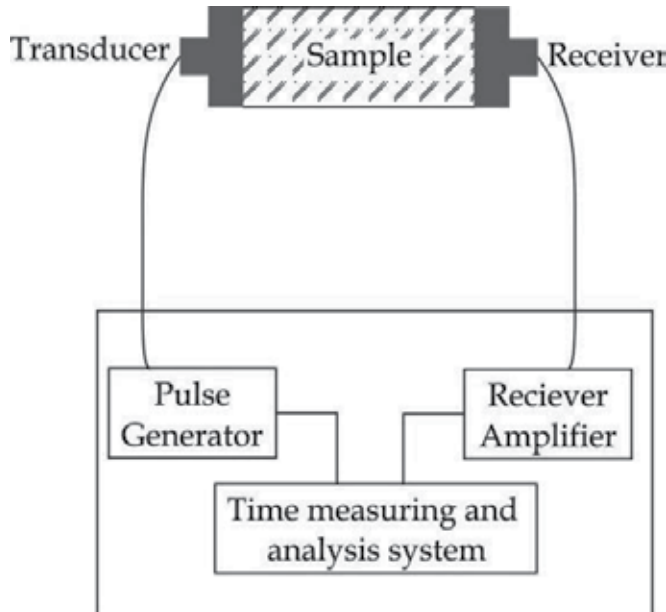 Transducer
Sample
Receiver
Pulse
Generator
Reciever
Amplifier
Time measuring and
analysis system